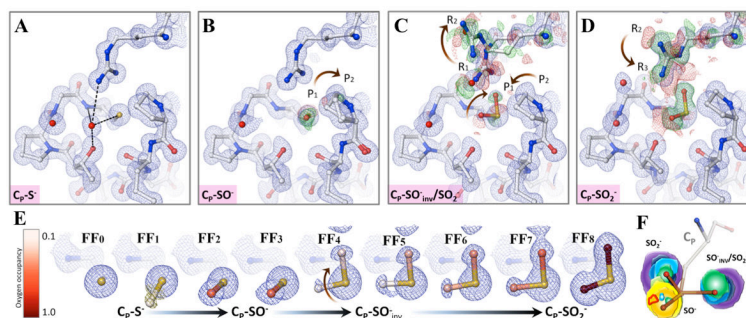 A
B
C
D
P₂
P₁
R₂
R₁
P₁
P₂
R₂
R₃
Cₚ-S⁻
Cₚ-SO⁻
Cₚ-SO⁻inv/SO₂⁻
Cₚ-SO₂⁻
E
F
FF₀ FF₁ FF₂ FF₃ FF₄ FF₅ FF₆ FF₇ FF₈
Oxygen occupancy
0.1
1.0
Cₚ-S⁻ Cₚ-SO⁻ Cₚ-SO⁻inv Cₚ-SO₂⁻
Cₚ
SO₂⁻
SO⁻INV/SO₂
SO⁻